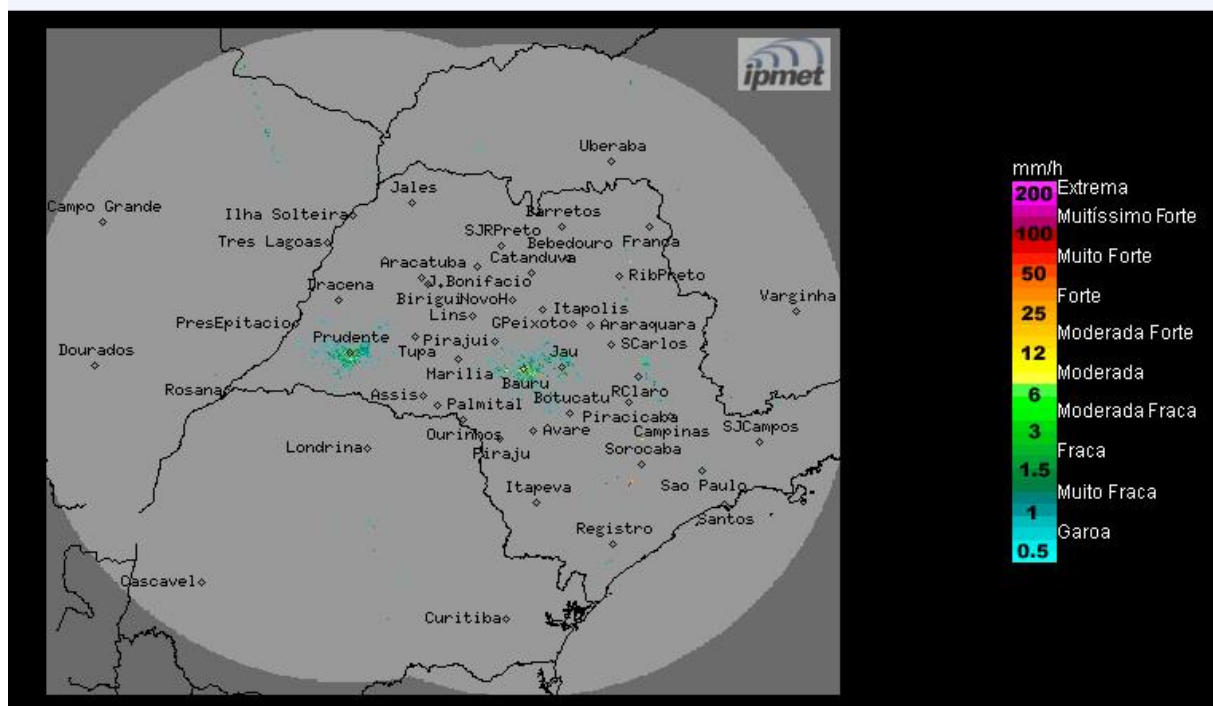 ipmet
Uberaba
Jales
Campo Grande
Ilha Solteira
Barretos
SJRPreto
Tres Lagoas
Bebedouro
Franca
Catanduva
Aracatuba
RibPreto
J.Bonifacio
Dracena
Birigui
NovoH
Varginha
Itapolis
Lins
PresEpitacio
GPeixoto
Araraquara
Prudente
Pirajui
SCarlos
Dourados
Tupa
Jau
Marilia
Bauru
Rosana
Assis
Botucatu
RClaro
Palmital
Piracicaba
SJCampos
Ourinhos
Avare
Campinas
Londrina
Piraju
Sorocaba
Itapeva
Sao Paulo
Santos
Registro
Cascavel
Curitiba
mm/h
200 Extrema
Muitíssimo Forte
100
Muito Forte
50
Forte
25
Moderada Forte
12
Moderada
6
Moderada Fraca
3
Fraca
1.5
Muito Fraca
1
Garoa
0.5